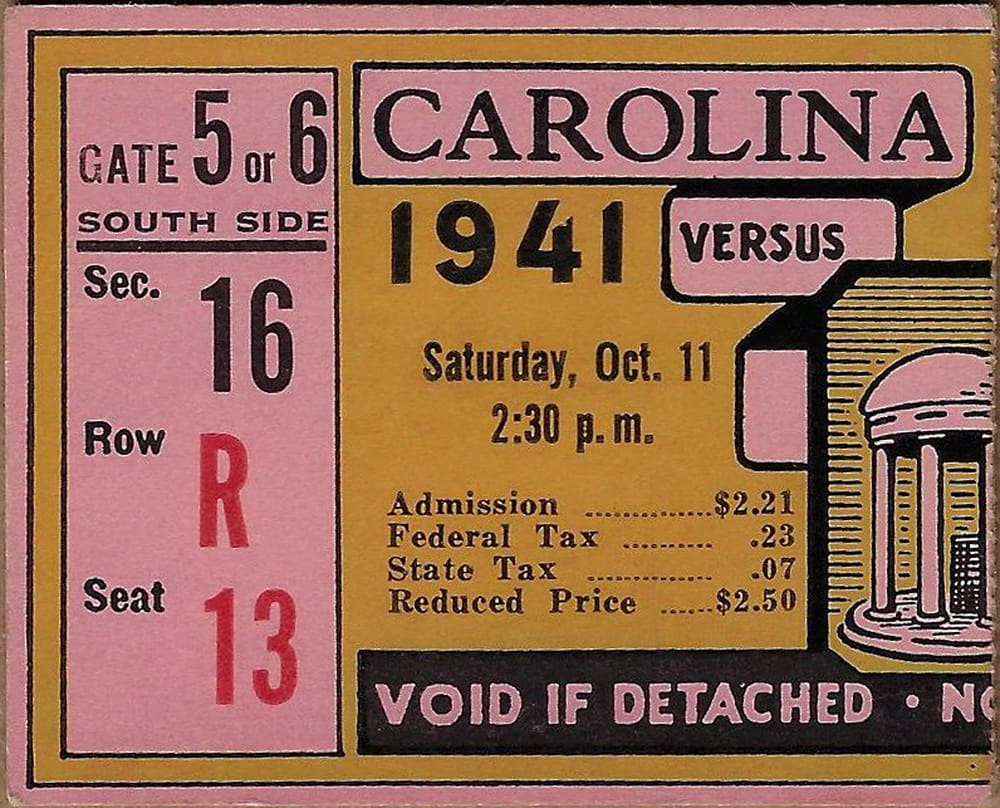 GATE 5 or 6
SOUTH SIDE
Sec. 16
Row R
Seat 13
CAROLINA
1941
VERSUS
Saturday, Oct. 11
2:30 p. m.
Admission ...............$2.21
Federal Tax ........... .23
State Tax ............... .07
Reduced Price ......$2.50
VOID IF DETACHED · N